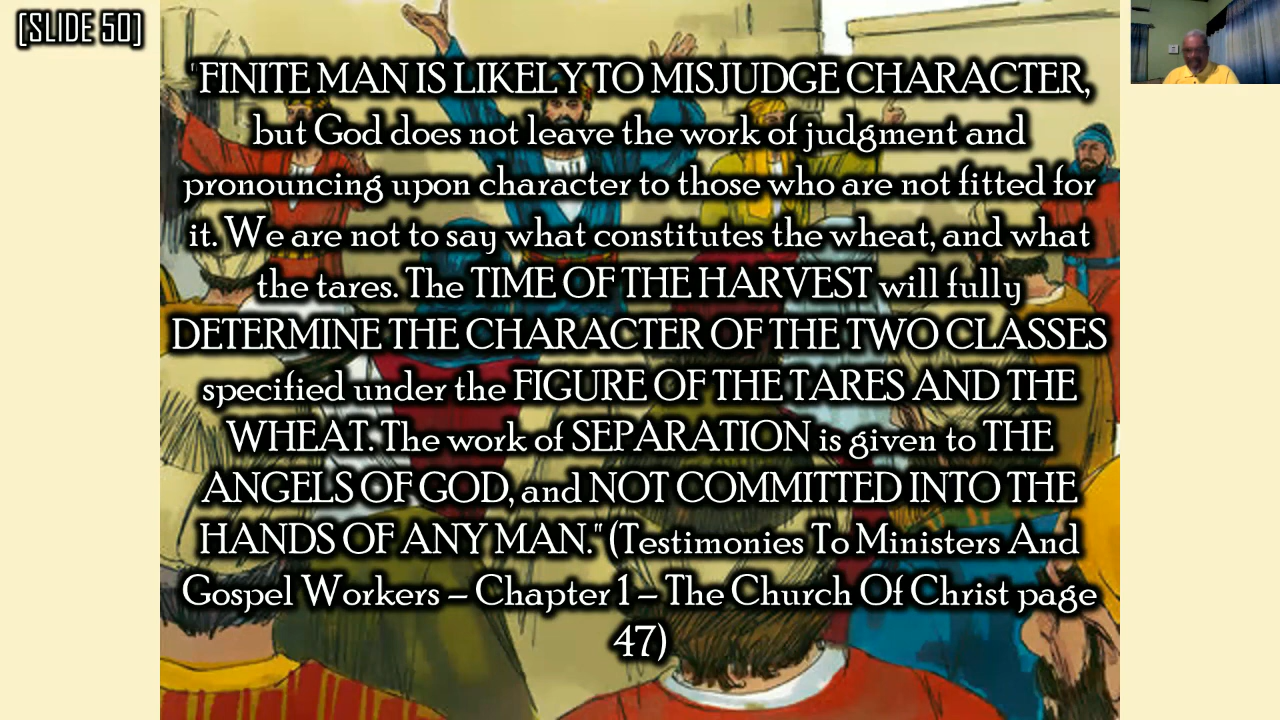 [SLIDE 50]
"FINITE MAN IS LIKELY TO MISJUDGE CHARACTER,
but God does not leave the work of judgment and
pronouncing upon character to those who are not fitted for
it. We are not to say what constitutes the wheat, and what
the tares. The TIME OF THE HARVEST will fully
DETERMINE THE CHARACTER OF THE TWO CLASSES
specified under the FIGURE OF THE TARES AND THE
WHEAT. The work of SEPARATION is given to THE
ANGELS OF GOD, and NOT COMMITTED INTO THE
HANDS OF ANY MAN." (Testimonies To Ministers And
Gospel Workers – Chapter 1 – The Church Of Christ page
47)